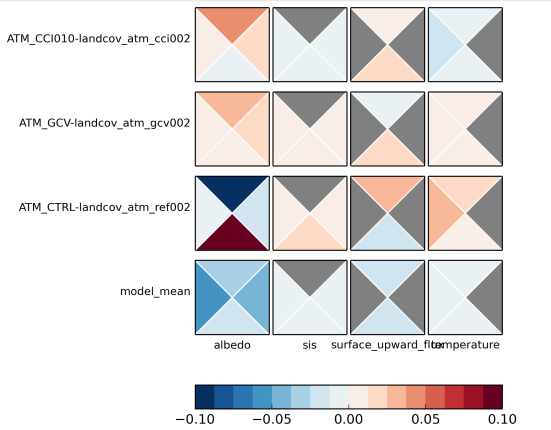 ATM_CCI010-landcov_atm_cci002
ATM_GCV-landcov_atm_gcv002
ATM_CTRL-landcov_atm_ref002
model_mean
albedo sis surface_upward_flux temperature
−0.10 −0.05 0.00 0.05 0.10